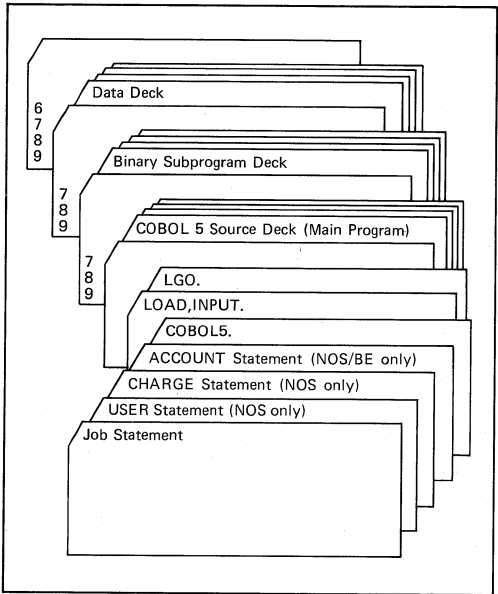 6
7
8
9
Data Deck
7
8
9
Binary Subprogram Deck
7
8
9
COBOL 5 Source Deck (Main Program)
LGO.
LOAD,INPUT.
COBOL5.
ACCOUNT Statement (NOS/BE only)
CHARGE Statement (NOS only)
USER Statement (NOS only)
Job Statement